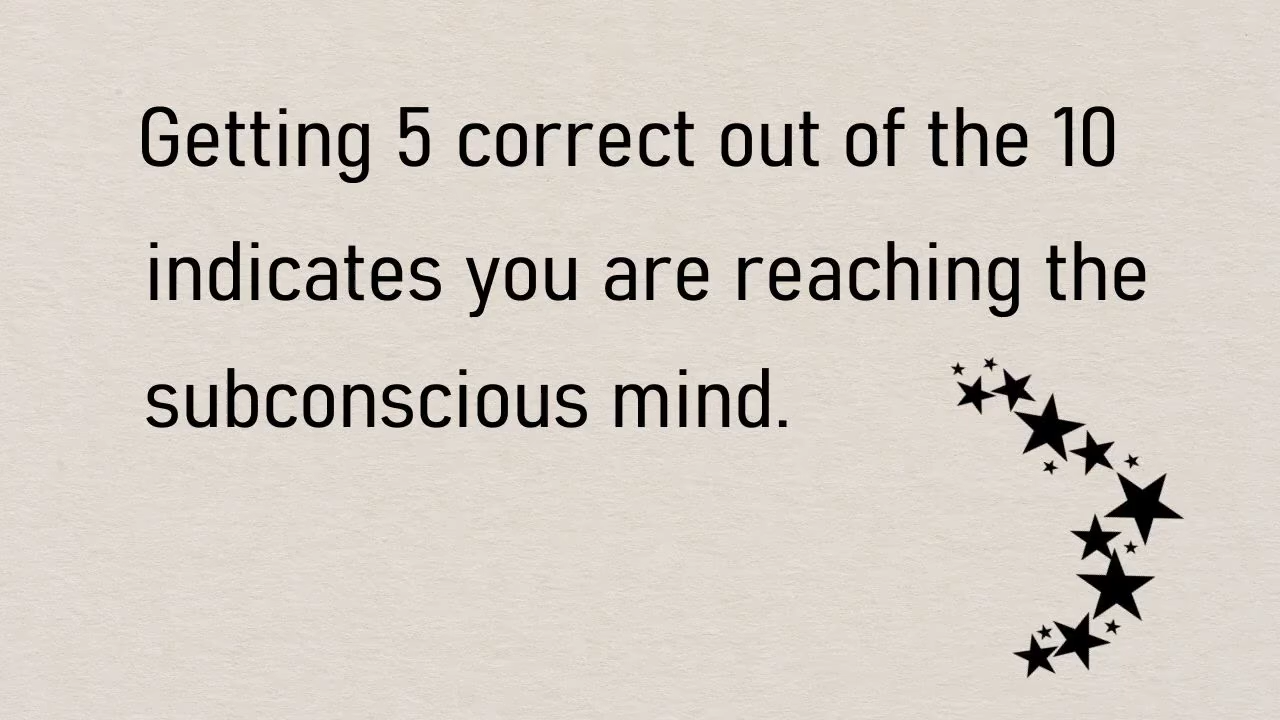 Getting 5 correct out of the 10
indicates you are reaching the
subconscious mind.